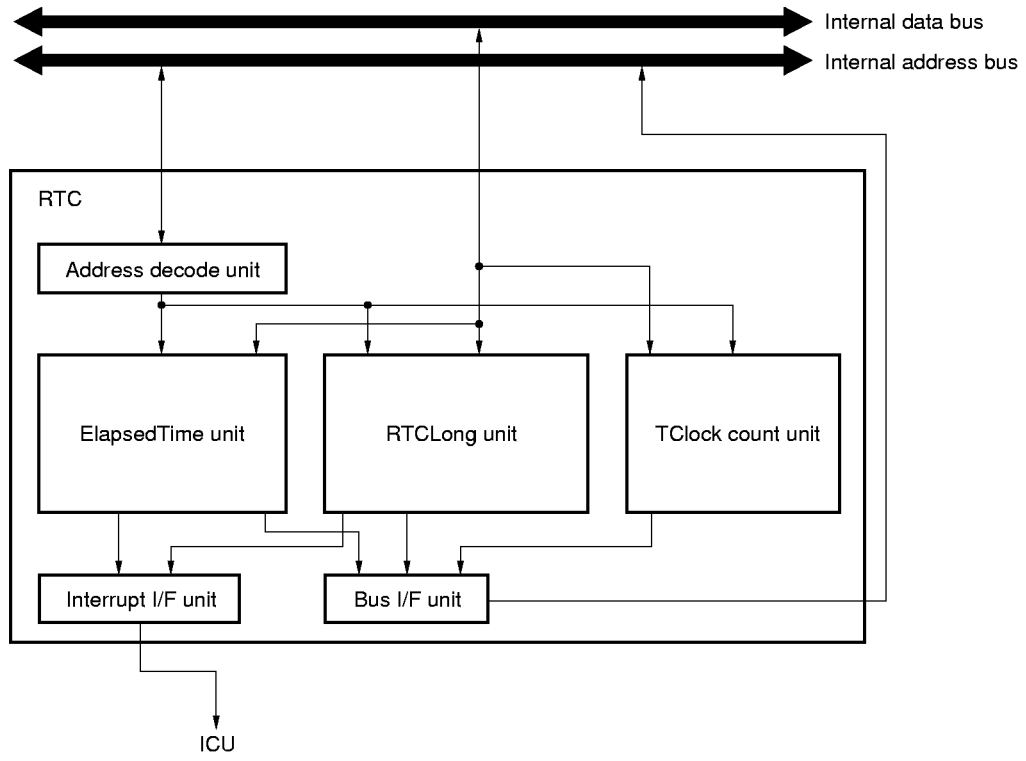 Internal data bus
Internal address bus
RTC
Address decode unit
ElapsedTime unit
RTCLong unit
TClock count unit
Interrupt I/F unit
Bus I/F unit
ICU